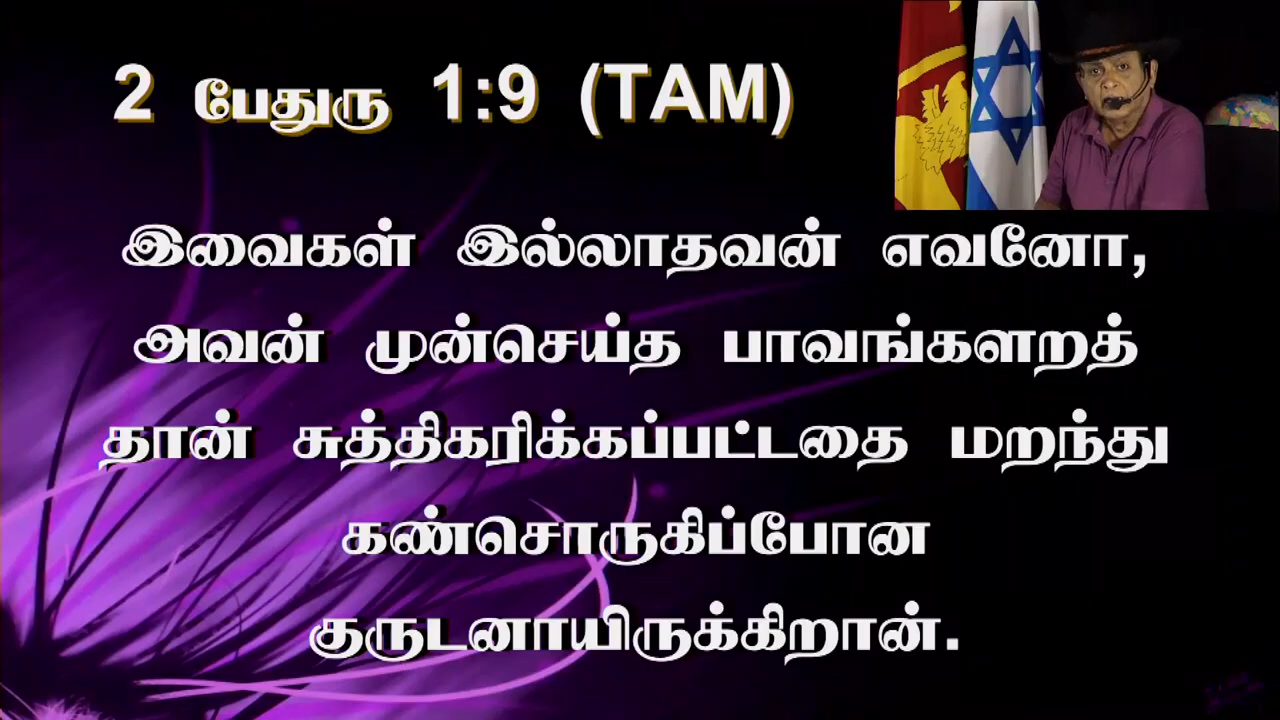 2 பேதுரு 1:9 (TAM)
இவைகள் இல்லாதவன் எவனோ,
அவன் முன்செய்த பாவங்களறத்
தான் சுத்திகரிக்கப்பட்டதை மறந்து
கண்சொருகிப்போன
குருடனாயிருக்கிறான்.